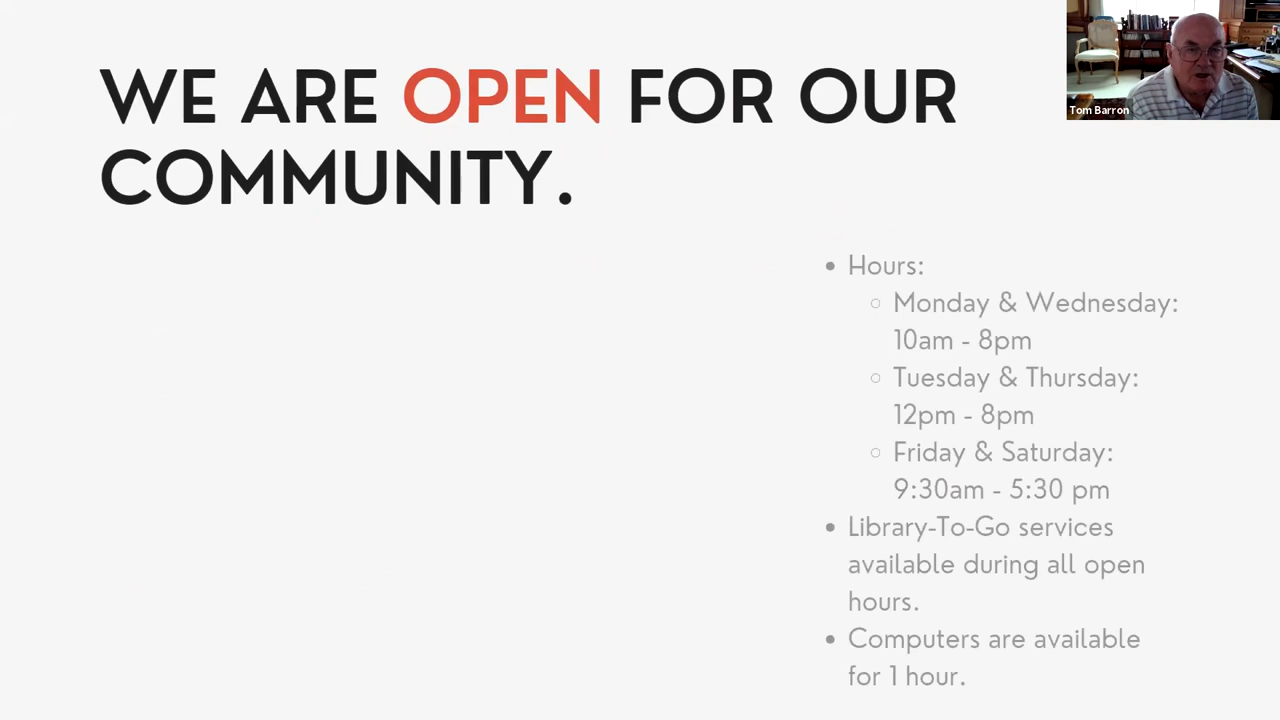 WE ARE OPEN FOR OUR
COMMUNITY.
Tom Barron
Hours:
Monday & Wednesday:
10am - 8pm
Tuesday & Thursday:
12pm - 8pm
Friday & Saturday:
9:30am - 5:30 pm
Library-To-Go services
available during all open
hours.
Computers are available
for 1 hour.